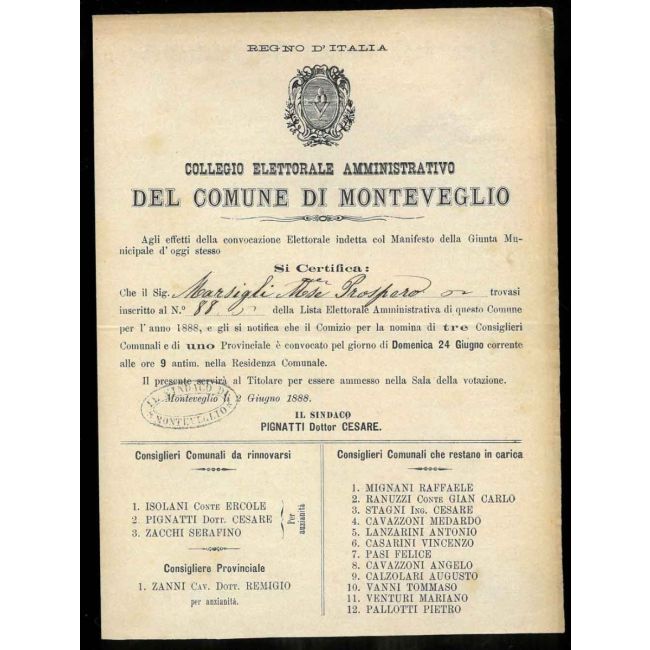 REGNO D'ITALIA
COLLEGIO ELETTORALE AMMINISTRATIVO
DEL COMUNE DI MONTEVEGLIO
Agli effetti della convocazione Elettorale indetta col Manifesto della Giunta Mu-
nicipale d'oggi stesso
Si Certifica:
Che il Sig. Marsigli Mse Prospero trovasi
inscritto al N.° 88 della Lista Elettorale Amministrativa di questo Comune
per l'anno 1888, e gli si notifica che il Comizio per la nomina di tre Consiglieri
Comunali e di uno Provinciale è convocato pel giorno di Domenica 24 Giugno corrente
alle ore 9 antim. nella Residenza Comunale.
Il presente servirà al Titolare per essere ammesso nella Sala della votazione.
Monteveglio li 2 Giugno 1888.
IL SINDACO DI MONTEVEGLIO
IL SINDACO
PIGNATTI Dottor CESARE.
Consiglieri Comunali da rinnovarsi
1. ISOLANI CONTE ERCOLE
2. PIGNATTI DOTT. CESARE
3. ZACCHI SERAFINO
Per
anzianità
Consigliere Provinciale
1. ZANNI CAV. DOTT. REMIGIO
per anzianità.
Consiglieri Comunali che restano in carica
1. MIGNANI RAFFAELE
2. RANUZZI CONTE GIAN CARLO
3. STAGNI ING. CESARE
4. CAVAZZONI MEDARDO
5. LANZARINI ANTONIO
6. CASARINI VINCENZO
7. PASI FELICE
8. CAVAZZONI ANGELO
9. CALZOLARI AUGUSTO
10. VANNI TOMMASO
11. VENTURI MARIANO
12. PALLOTTI PIETRO